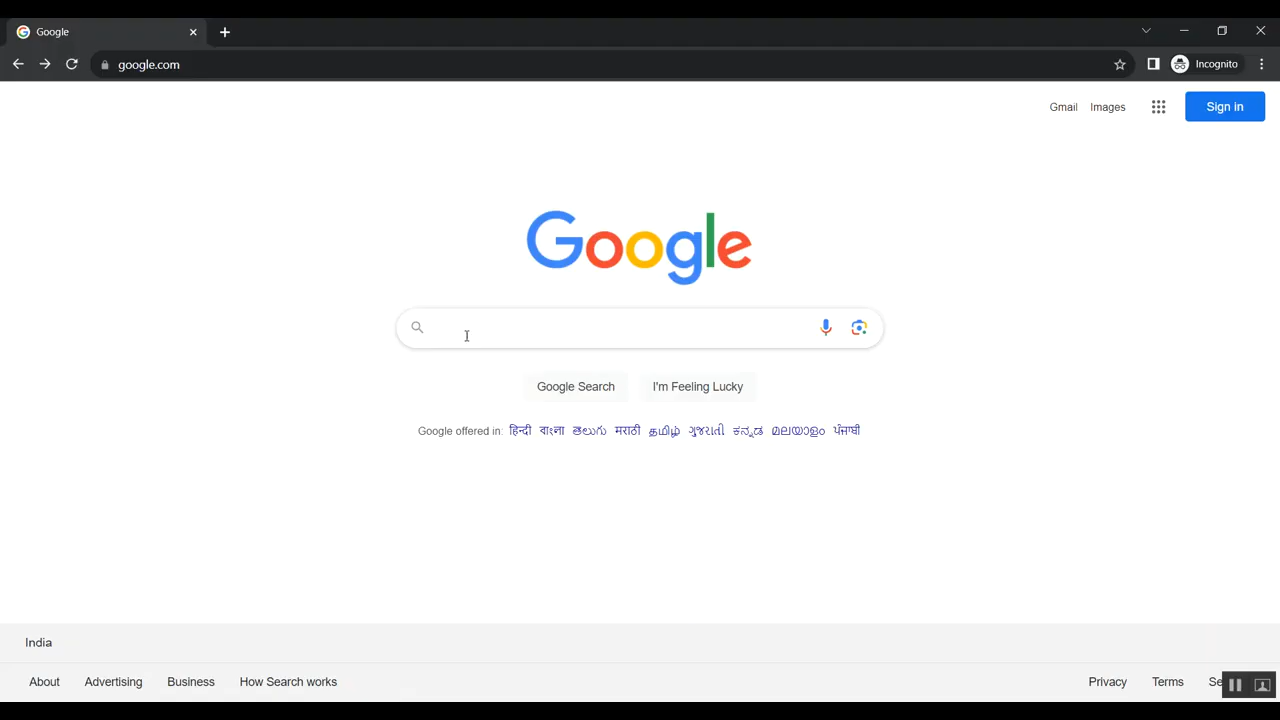 Google
google.com
Incognito
Gmail Images
Sign in
Google
Google Search I'm Feeling Lucky
Google offered in: हिन्दी বাংলা తెలుగు मराठी தமிழ் ગુજરાતી ಕನ್ನಡ മലയാളം ਪੰਜਾਬੀ
India
About Advertising Business How Search works Privacy Terms